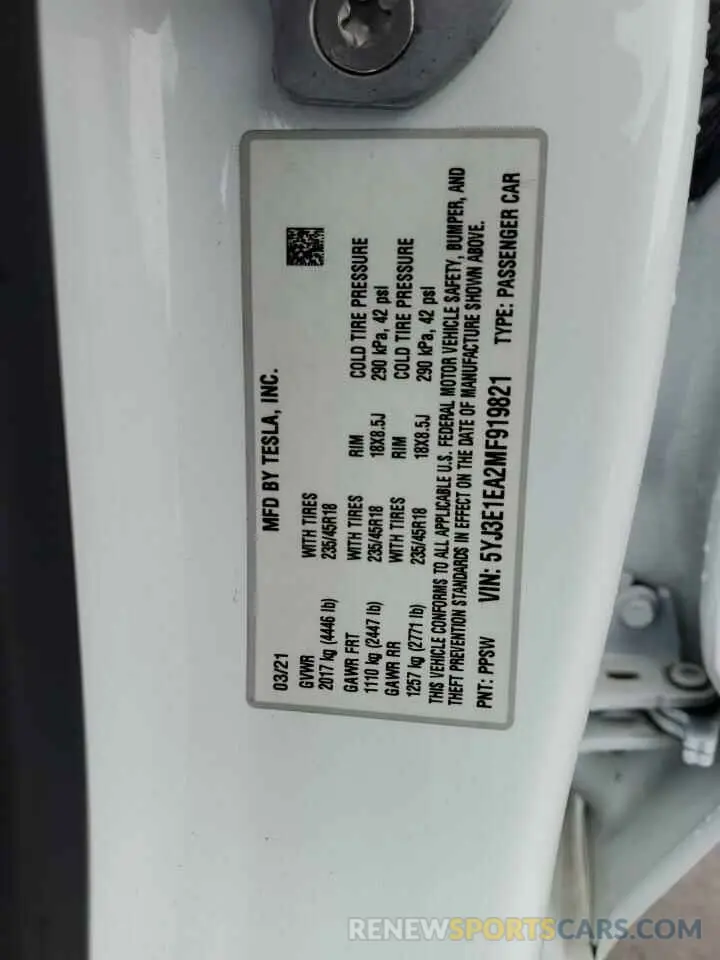 MFD BY TESLA, INC.
03/21
GVWR WITH TIRES
2017 kg (4446 lb) 235/45R18
GAWR FRT WITH TIRES RIM COLD TIRE PRESSURE
1110 kg (2447 lb) 235/45R18 18X8.5J 290 kPa, 42 psl
GAWR RR WITH TIRES RIM COLD TIRE PRESSURE
1257 kg (2771 lb) 235/45R18 18X8.5J 290 kPa, 42 psl
THIS VEHICLE CONFORMS TO ALL APPLICABLE U.S. FEDERAL MOTOR VEHICLE SAFETY, BUMPER, AND
THEFT PREVENTION STANDARDS IN EFFECT ON THE DATE OF MANUFACTURE SHOWN ABOVE.
PNT: PPSW VIN: 5YJ3E1EA2MF919821 TYPE: PASSENGER CAR
RENEWSPORTSCARS.COM